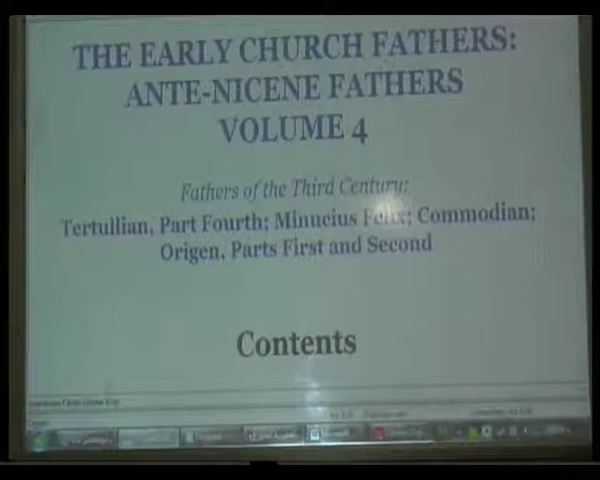 THE EARLY CHURCH FATHERS:
ANTE-NICENE FATHERS
VOLUME 4
Fathers of the Third Century:
Tertullian, Part Fourth; Minucius Felix; Commodian;
Origen, Parts First and Second
Contents